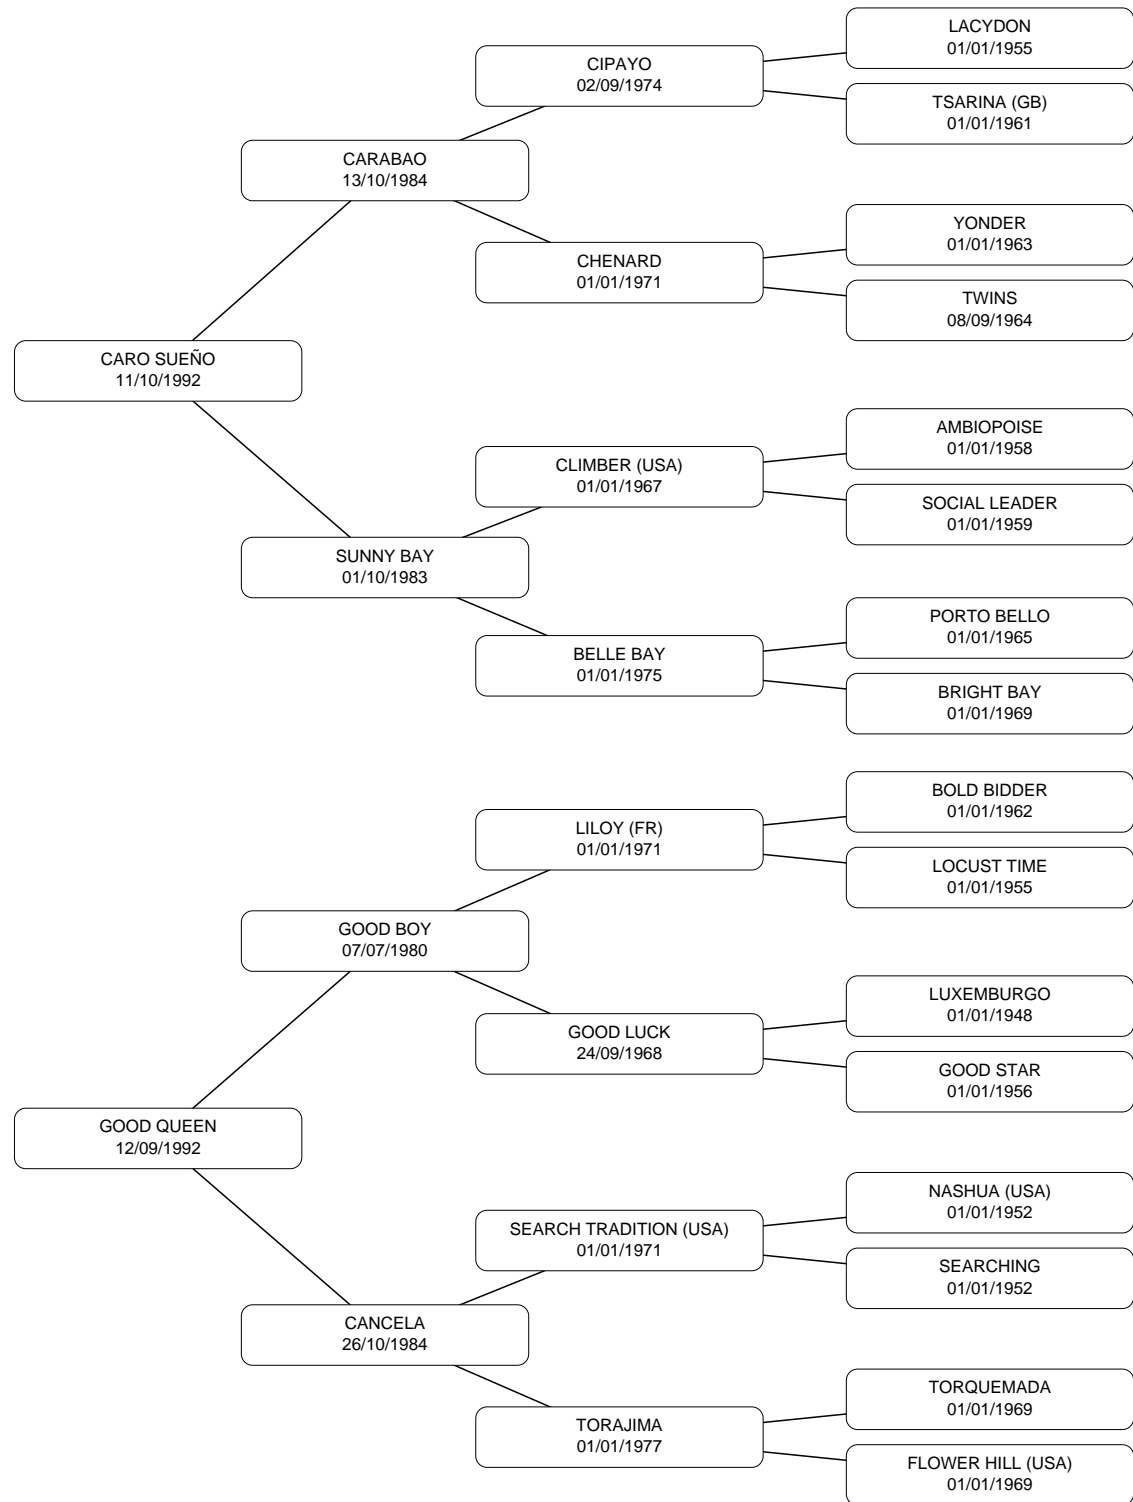 LACYDON
01/01/1955
CIPAYO
02/09/1974
TSARINA (GB)
01/01/1961
CARABAO
13/10/1984
YONDER
01/01/1963
CHENARD
01/01/1971
TWINS
08/09/1964
CARO SUEÑO
11/10/1992
AMBIOPOISE
01/01/1958
CLIMBER (USA)
01/01/1967
SOCIAL LEADER
01/01/1959
SUNNY BAY
01/10/1983
PORTO BELLO
01/01/1965
BELLE BAY
01/01/1975
BRIGHT BAY
01/01/1969
BOLD BIDDER
01/01/1962
LILOY (FR)
01/01/1971
LOCUST TIME
01/01/1955
GOOD BOY
07/07/1980
LUXEMBURGO
01/01/1948
GOOD LUCK
24/09/1968
GOOD STAR
01/01/1956
GOOD QUEEN
12/09/1992
NASHUA (USA)
01/01/1952
SEARCH TRADITION (USA)
01/01/1971
SEARCHING
01/01/1952
CANCELA
26/10/1984
TORQUEMADA
01/01/1969
TORAJIMA
01/01/1977
FLOWER HILL (USA)
01/01/1969